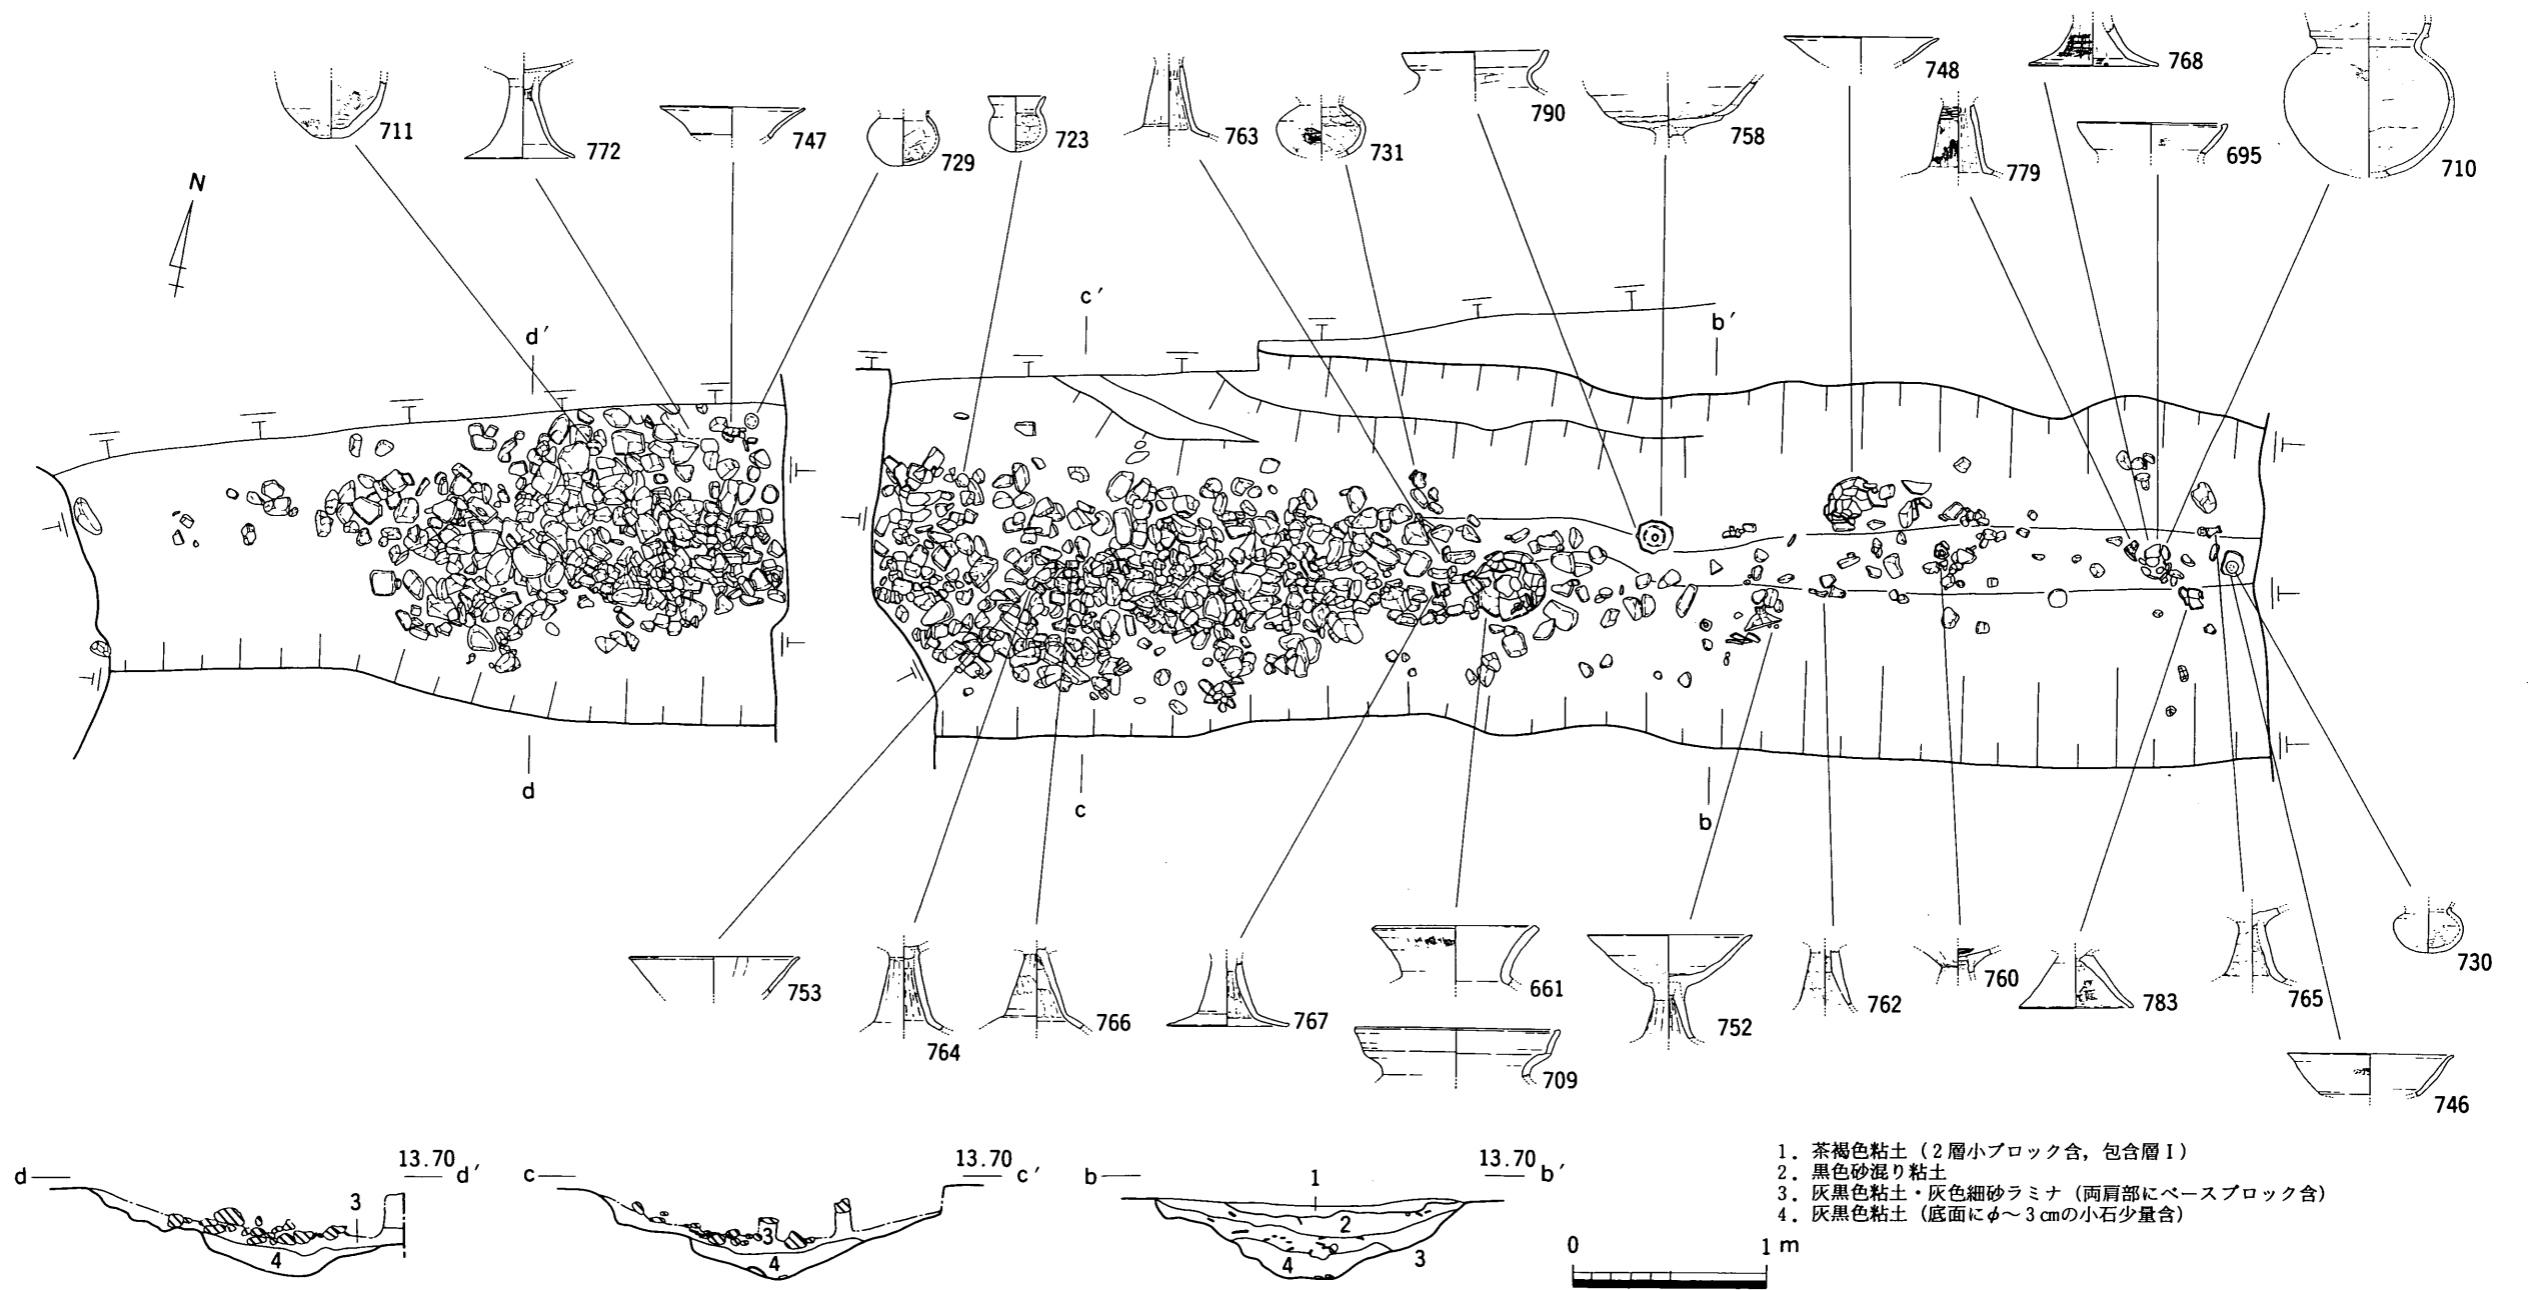 711
772
747
729
723
763
731
790
758
748
768
779
695
710
N
d′
c′
b′
d
c
b
753
764
766
767
661
709
752
762
760
783
765
730
746
d 13.70 d′
3
4
c 13.70 c′
3
4
b 13.70 b′
1
2
3
4
1. 茶褐色粘土（2層小ブロック含，包含層Ⅰ）
2. 黒色砂混り粘土
3. 灰黒色粘土・灰色細砂ラミナ（両肩部にベースブロック含）
4. 灰黒色粘土（底面にφ～3㎝の小石少量含）
0 1 m